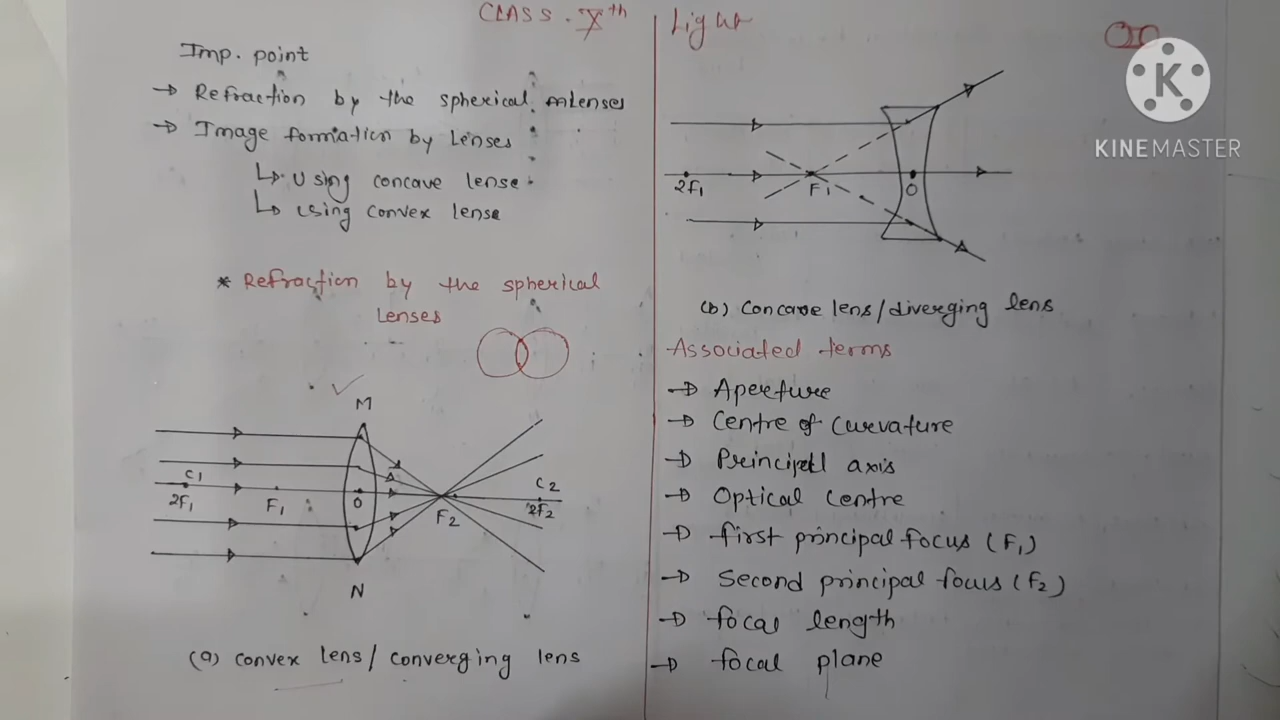 CLASS. Xth
Imp. point
→ Refraction by the spherical lenses
→ Image formation by Lenses
↳ Using concave lense
↳ using convex lense
* Refraction by the spherical
Lenses
M
C1
2F1
F1
O
F2
C2
2F2
N
(a) convex lens/converging lens
Light
K
KINEMASTER
2F1
F1
O
(b) Concave lens/diverging lens
Associated terms
→ Aperture
→ Centre of Curvature
→ Principal axis
→ Optical Centre
→ first principal focus (F1)
→ Second principal focus (F2)
→ focal length
→ focal plane